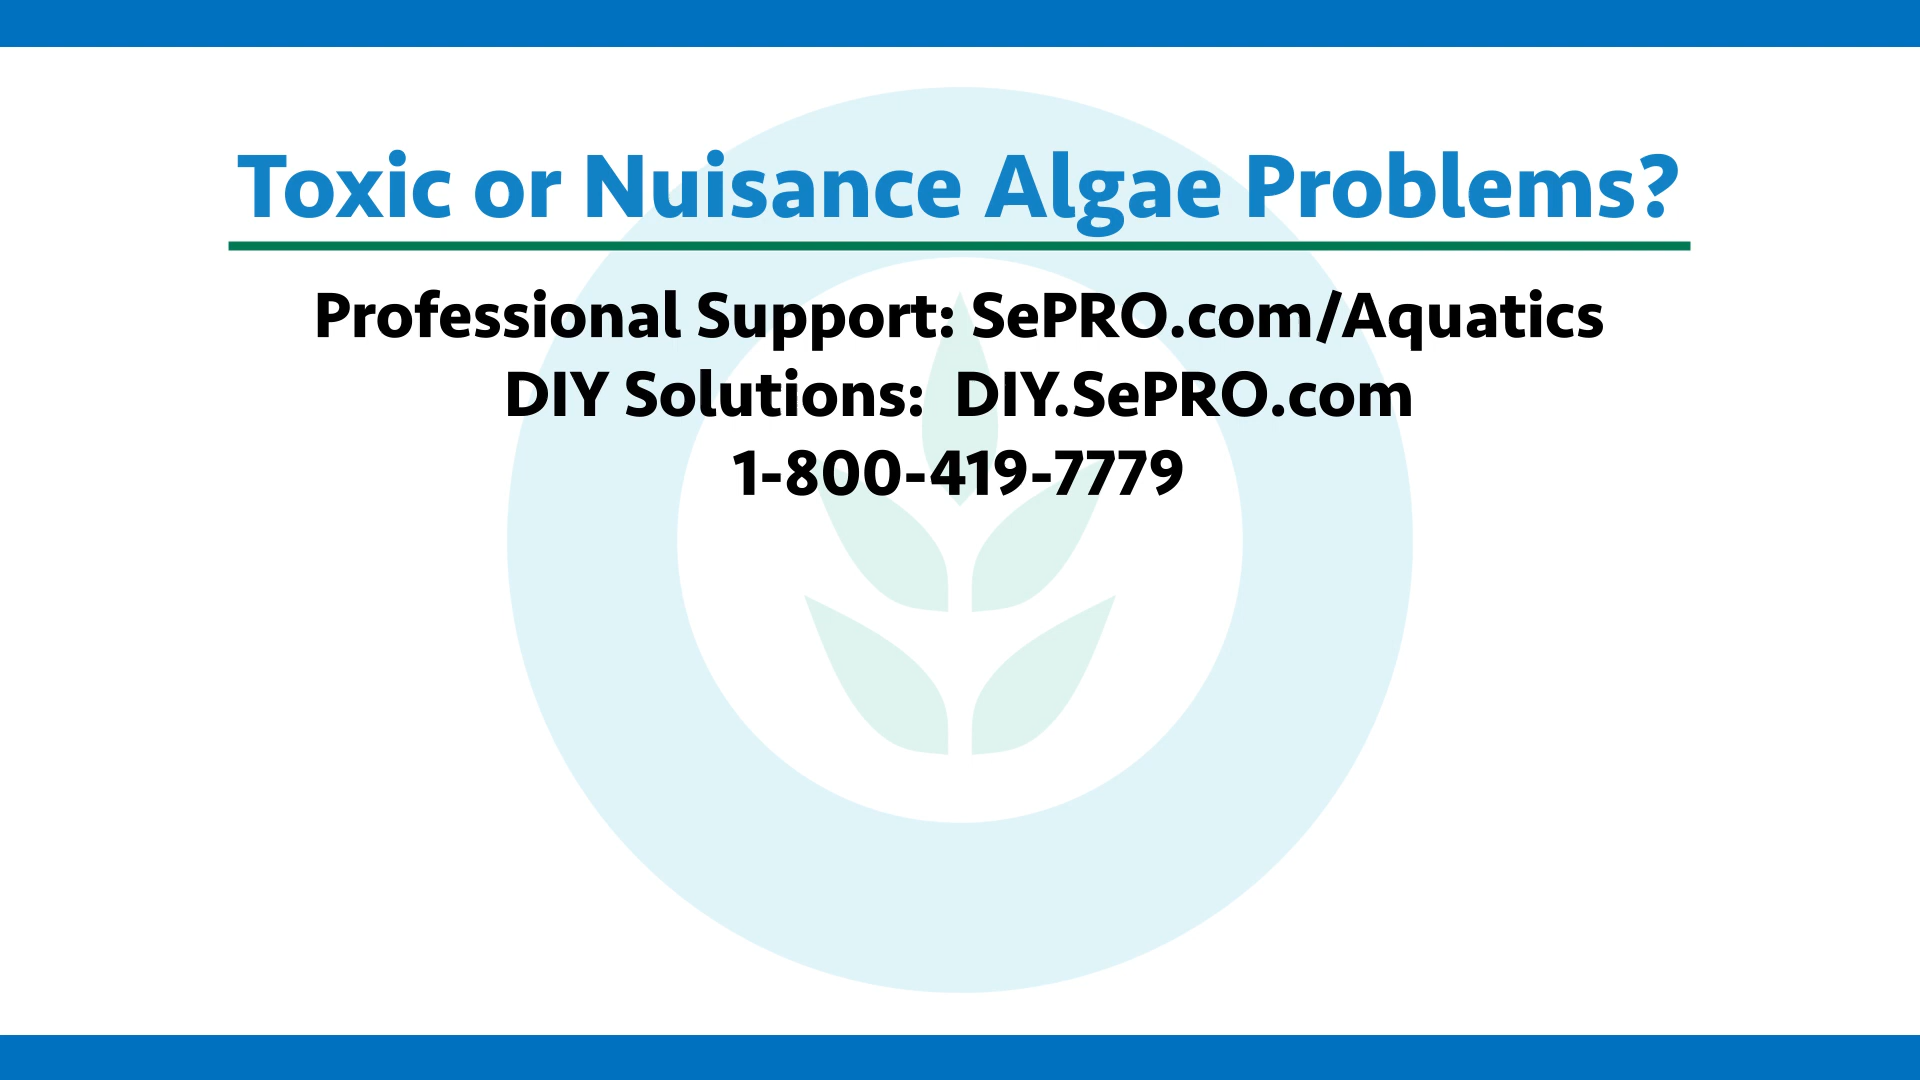 Toxic or Nuisance Algae Problems?
Professional Support: SePRO.com/Aquatics
DIY Solutions: DIY.SePRO.com
1-800-419-7779